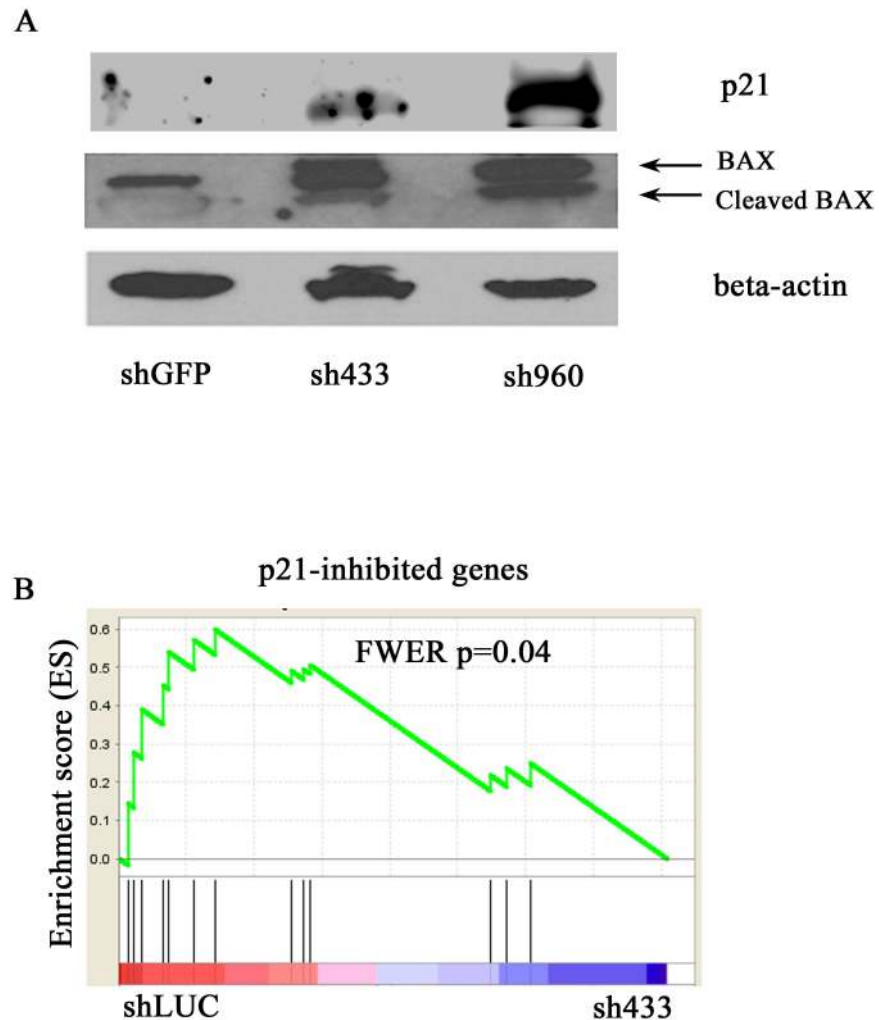 A
p21
BAX
Cleaved BAX
beta-actin
shGFP sh433 sh960
B
p21-inhibited genes
FWER p=0.04
Enrichment score (ES)
0.6
0.5
0.4
0.3
0.2
0.1
0.0
shLUC sh433